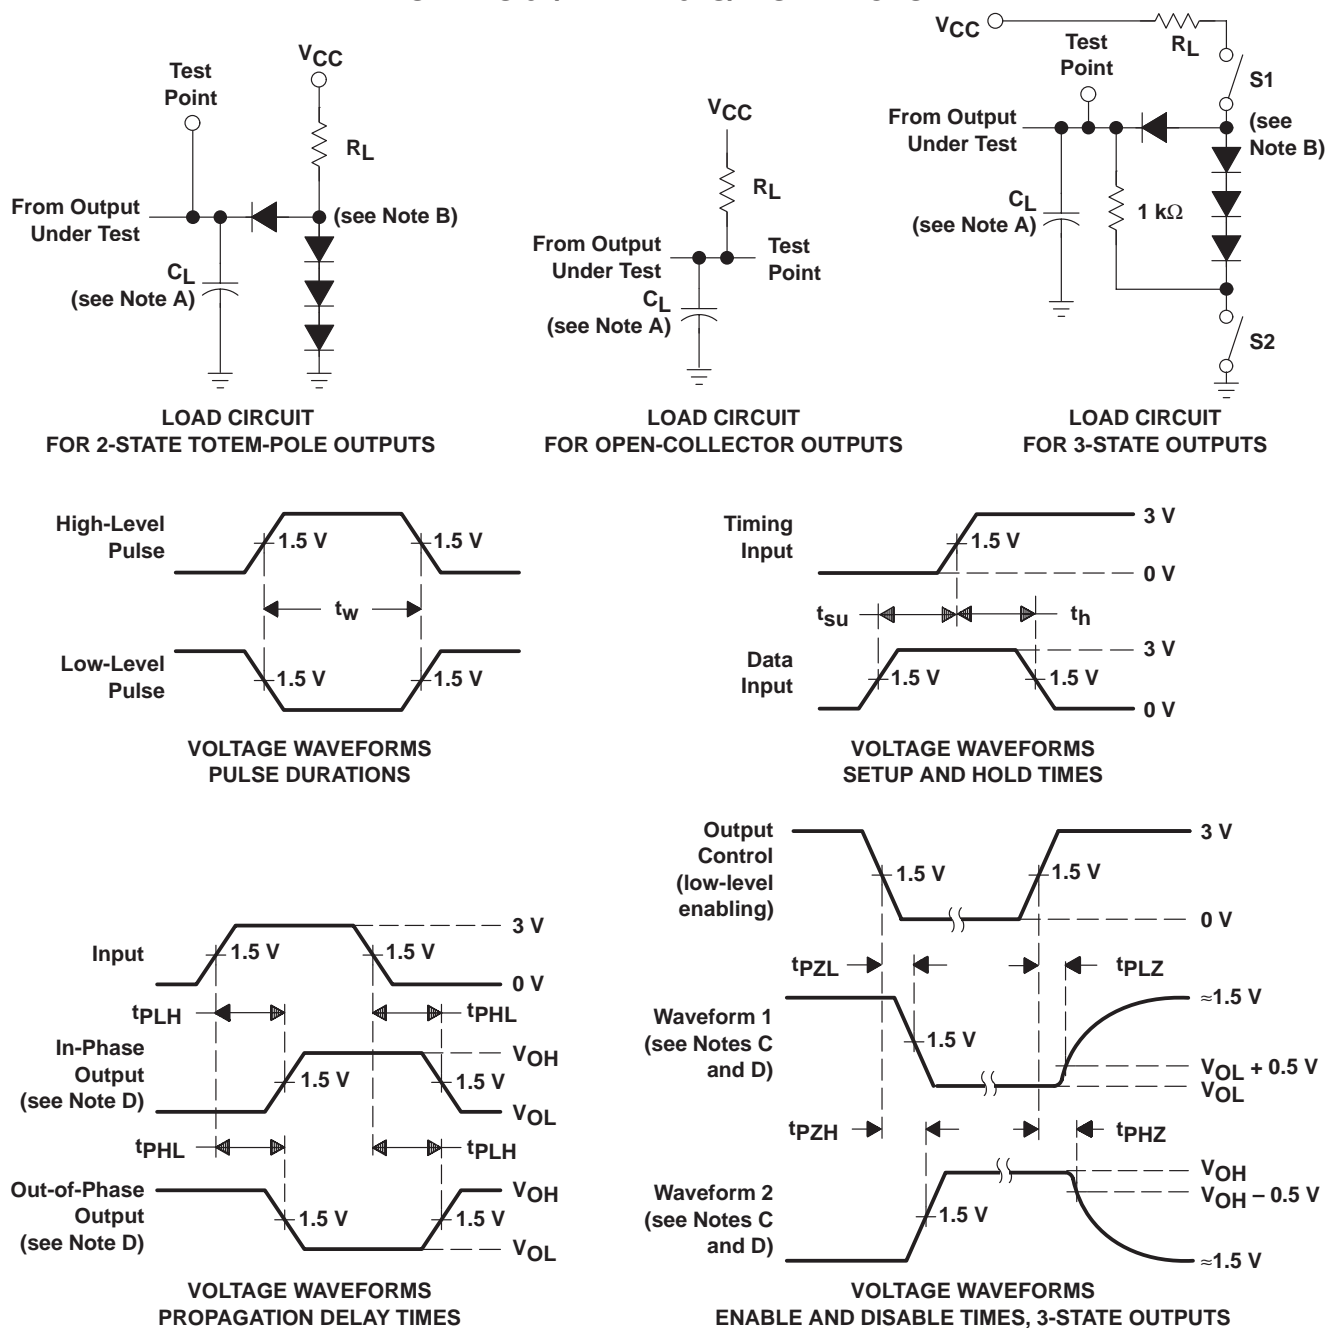 VCC
Test
Point
RL
From Output
Under Test
(see Note B)
CL
(see Note A)
LOAD CIRCUIT
FOR 2-STATE TOTEM-POLE OUTPUTS
VCC
RL
From Output
Under Test
Test
Point
CL
(see Note A)
LOAD CIRCUIT
FOR OPEN-COLLECTOR OUTPUTS
VCC
RL
Test
Point
S1
From Output
Under Test
(see
Note B)
CL
(see Note A)
1 kΩ
S2
LOAD CIRCUIT
FOR 3-STATE OUTPUTS
High-Level
Pulse
1.5 V
1.5 V
tw
Low-Level
Pulse
1.5 V
1.5 V
VOLTAGE WAVEFORMS
PULSE DURATIONS
Timing
Input
1.5 V
3 V
0 V
tsu
th
Data
Input
1.5 V
1.5 V
3 V
0 V
VOLTAGE WAVEFORMS
SETUP AND HOLD TIMES
Input
1.5 V
1.5 V
3 V
0 V
tPLH
tPHL
In-Phase
Output
(see Note D)
1.5 V
1.5 V
VOH
VOL
tPHL
tPLH
Out-of-Phase
Output
(see Note D)
1.5 V
1.5 V
VOH
VOL
VOLTAGE WAVEFORMS
PROPAGATION DELAY TIMES
Output
Control
(low-level
enabling)
1.5 V
1.5 V
3 V
0 V
tPZL
tPLZ
Waveform 1
(see Notes C
and D)
1.5 V
≈1.5 V
VOL + 0.5 V
VOL
tPZH
tPHZ
Waveform 2
(see Notes C
and D)
1.5 V
VOH
VOH – 0.5 V
≈1.5 V
VOLTAGE WAVEFORMS
ENABLE AND DISABLE TIMES, 3-STATE OUTPUTS